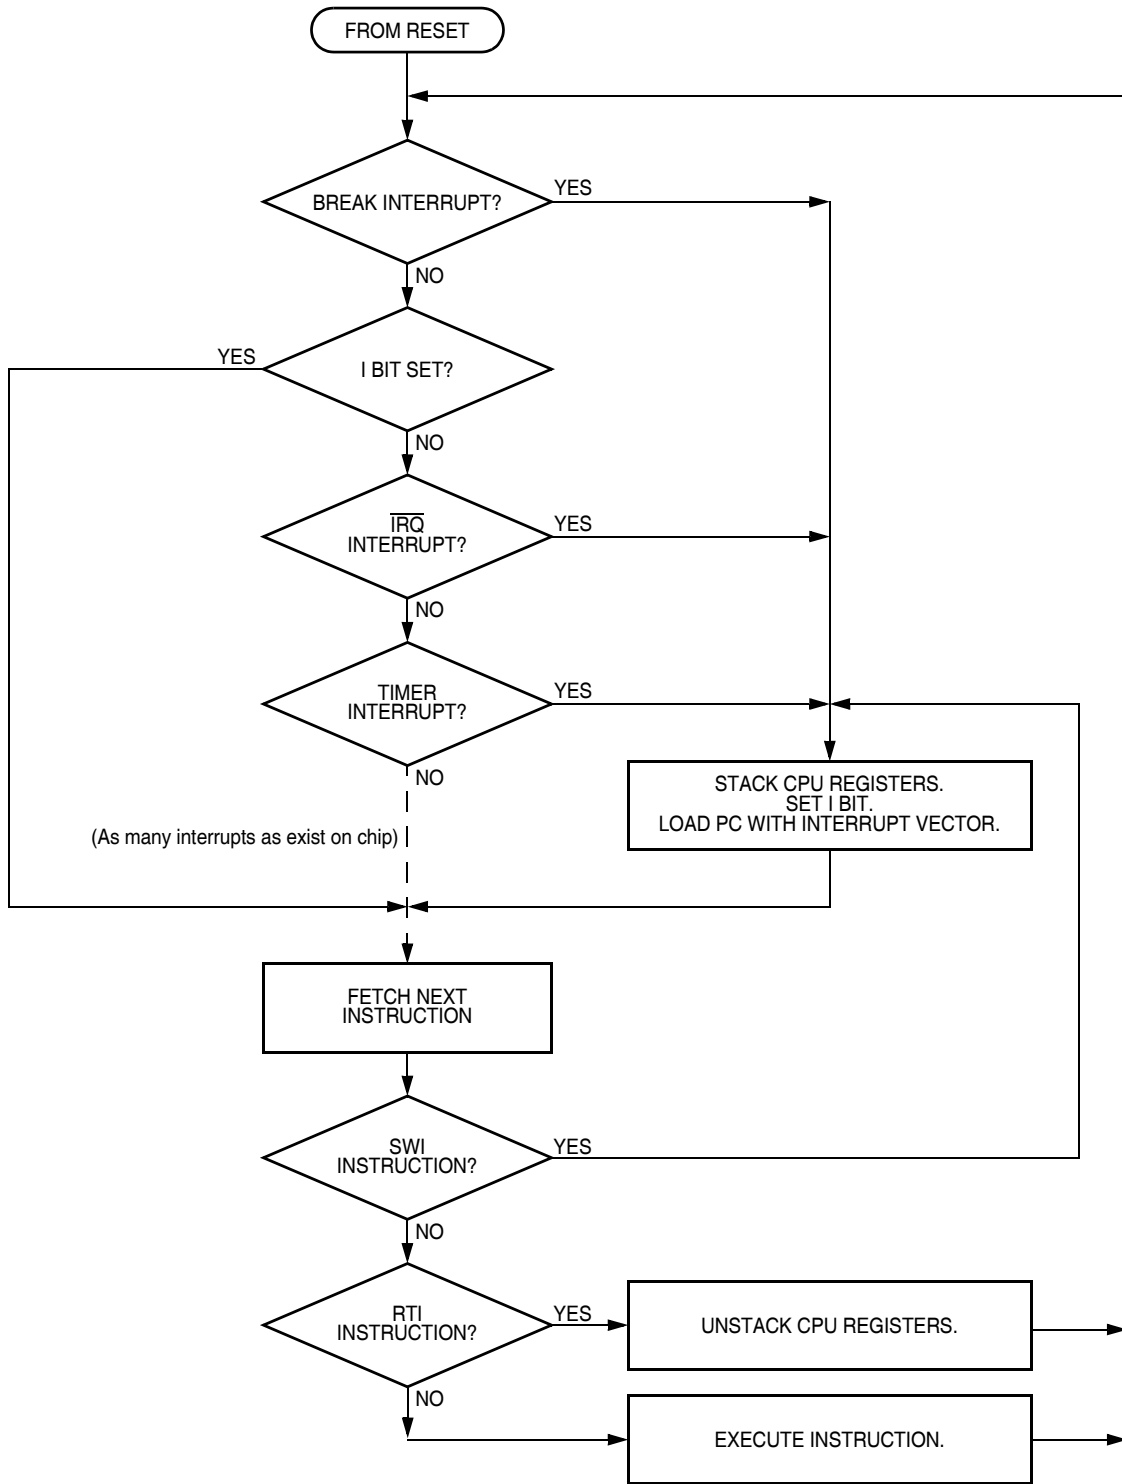 FROM RESET
BREAK INTERRUPT?
YES
NO
I BIT SET?
YES
NO
IRQ
INTERRUPT?
YES
NO
TIMER
INTERRUPT?
YES
NO
STACK CPU REGISTERS.
SET I BIT.
LOAD PC WITH INTERRUPT VECTOR.
(As many interrupts as exist on chip)
FETCH NEXT
INSTRUCTION
SWI
INSTRUCTION?
YES
NO
RTI
INSTRUCTION?
YES
UNSTACK CPU REGISTERS.
NO
EXECUTE INSTRUCTION.